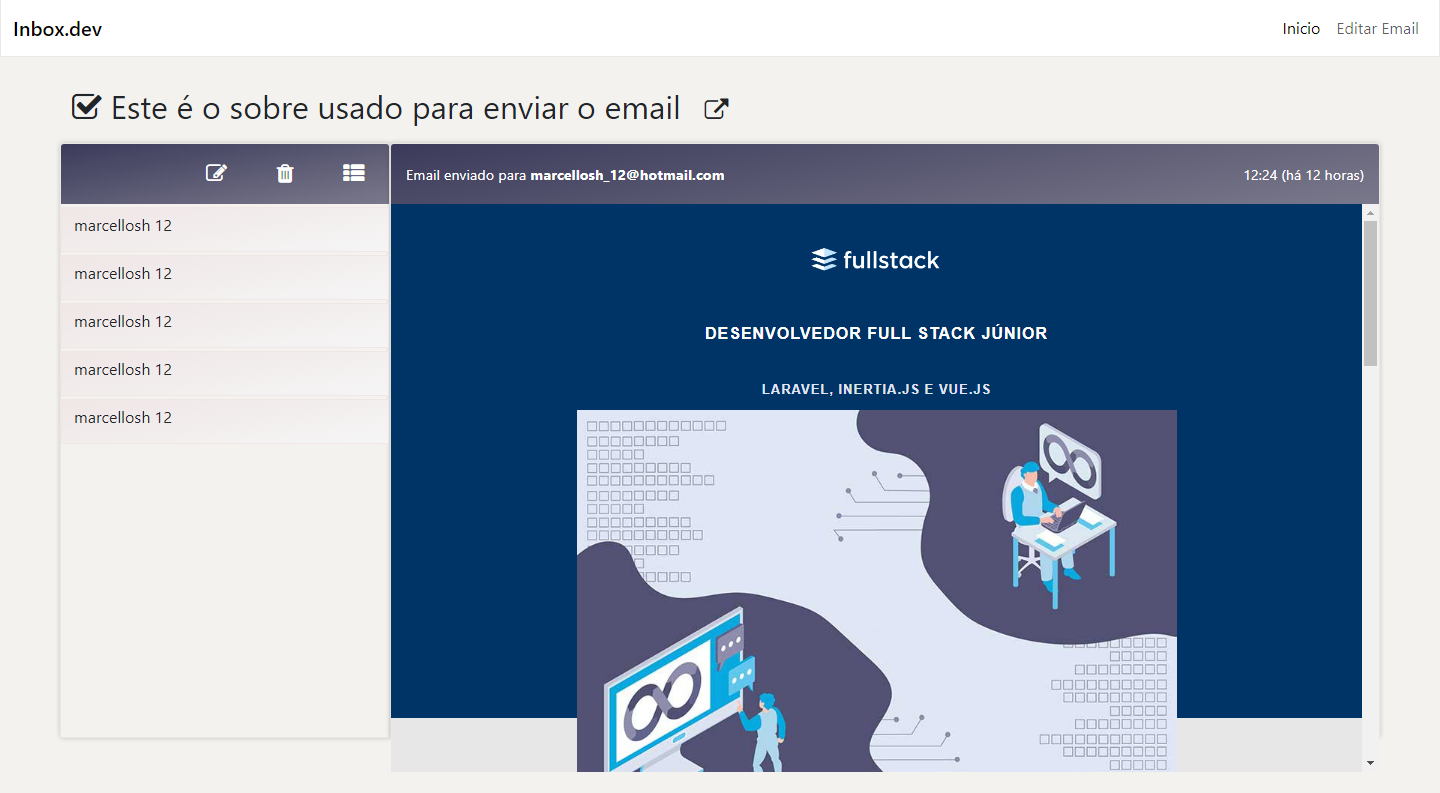 Inbox.dev
Inicio Editar Email
Este é o sobre usado para enviar o email
Email enviado para marcellosh_12@hotmail.com
12:24 (há 12 horas)
marcellosh 12
marcellosh 12
marcellosh 12
marcellosh 12
marcellosh 12
fullstack
DESENVOLVEDOR FULL STACK JÚNIOR
LARAVEL, INERTIA.JS E VUE.JS